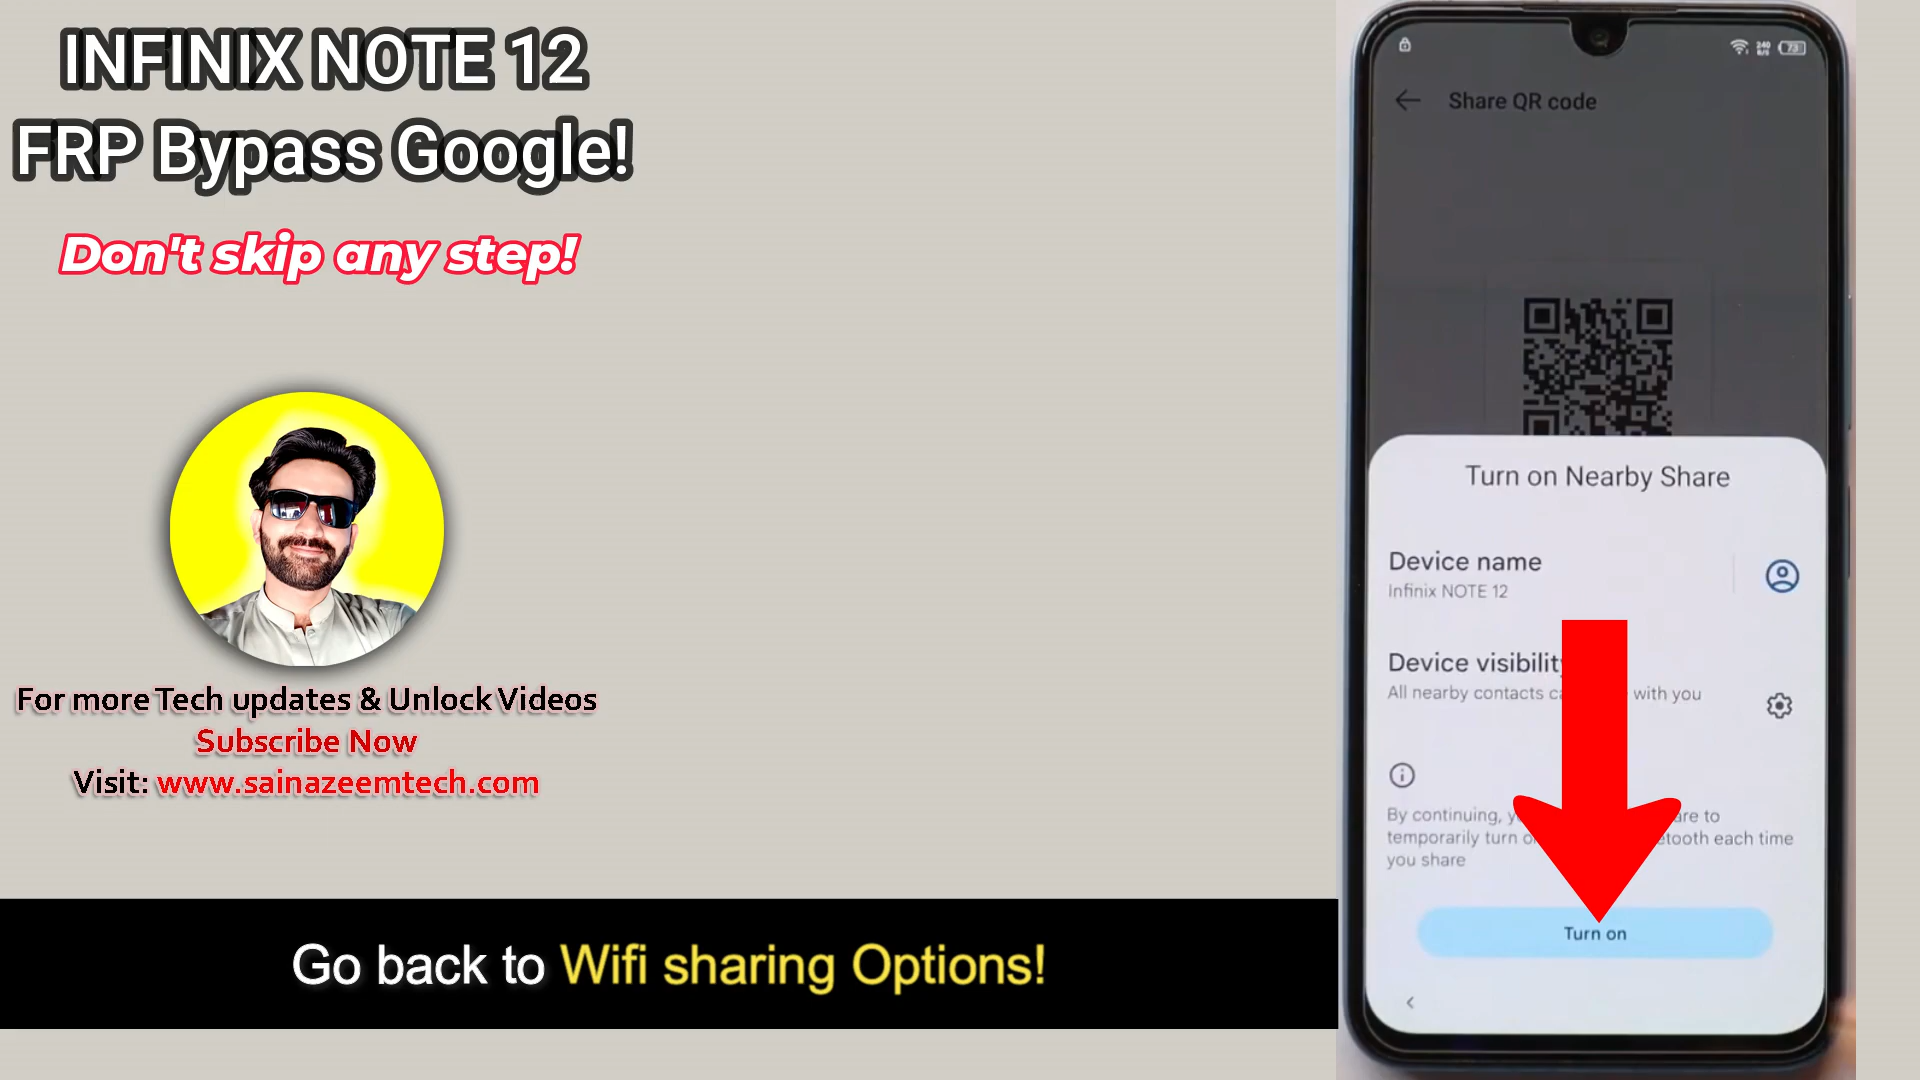 INFINIX NOTE 12
FRP Bypass Google!
Don't skip any step!
For more Tech updates & Unlock Videos
Subscribe Now
Visit: www.sainazeemtech.com
Go back to Wifi sharing Options!
240
B/S
73
Share QR code
Turn on Nearby Share
Device name
Infinix NOTE 12
Device visibility
All nearby contacts with you
By continuing, are to
temporarily turn each time
you share
Turn on